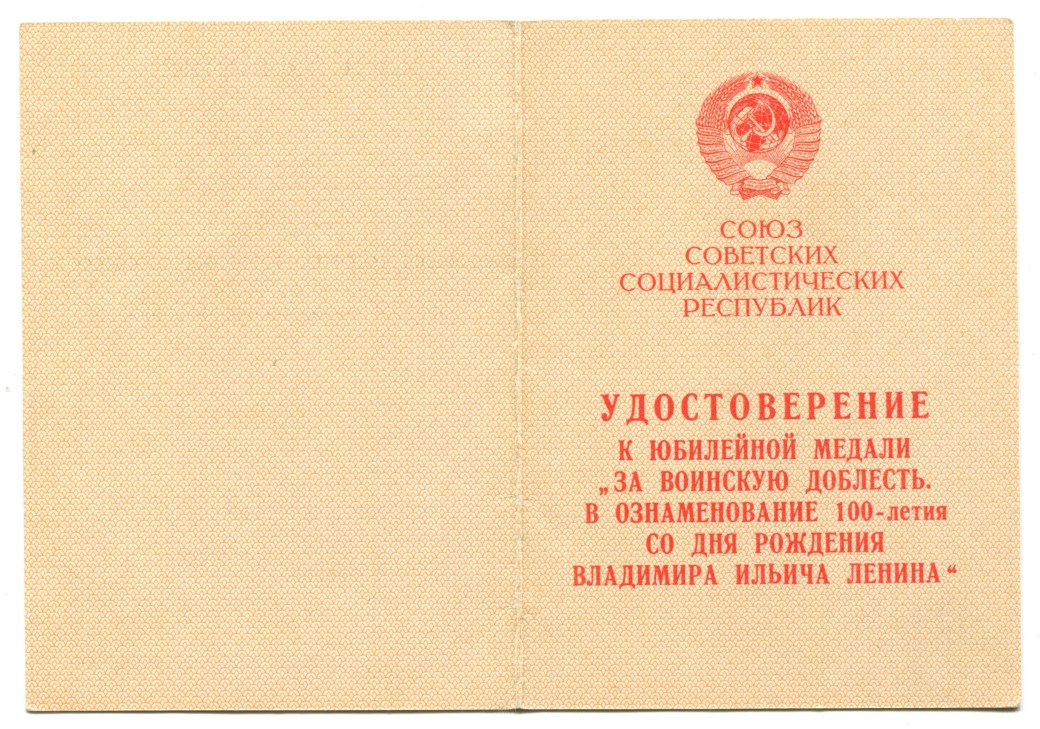 СОЮЗ
СОВЕТСКИХ
СОЦИАЛИСТИЧЕСКИХ
РЕСПУБЛИК
УДОСТОВЕРЕНИЕ
К ЮБИЛЕЙНОЙ МЕДАЛИ
„ЗА ВОИНСКУЮ ДОБЛЕСТЬ.
В ОЗНАМЕНОВАНИЕ 100-летия
СО ДНЯ РОЖДЕНИЯ
ВЛАДИМИРА ИЛЬИЧА ЛЕНИНА“